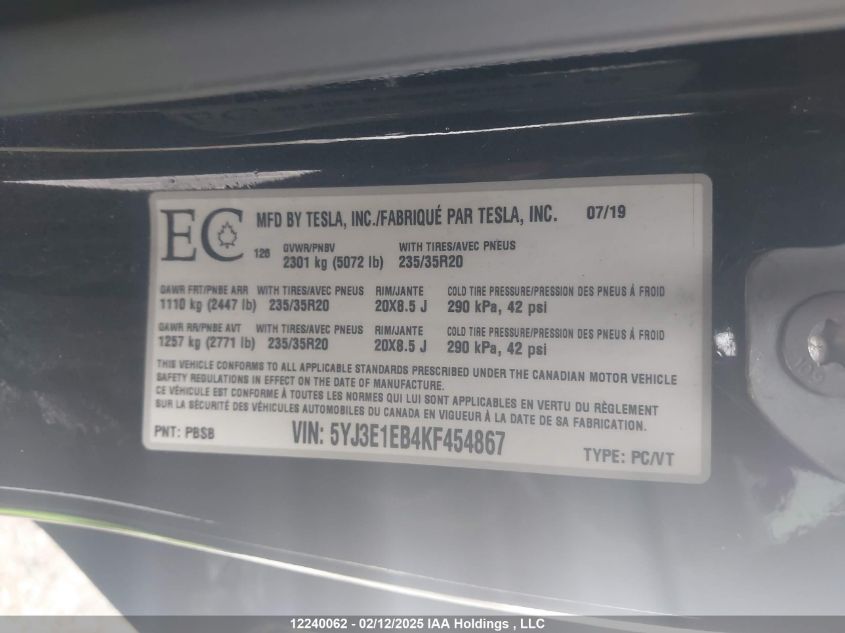 EC MFD BY TESLA, INC./FABRIQUÉ PAR TESLA, INC. 07/19
126 GVWR/PNBV WITH TIRES/AVEC PNEUS
2301 kg (5072 lb) 235/35R20
GAWR FRT/PNBE ARR WITH TIRES/AVEC PNEUS RIM/JANTE COLD TIRE PRESSURE/PRESSION DES PNEUS À FROID
1110 kg (2447 lb) 235/35R20 20X8.5 J 290 kPa, 42 psi
GAWR RR/PNBE AVT WITH TIRES/AVEC PNEUS RIM/JANTE COLD TIRE PRESSURE/PRESSION DES PNEUS À FROID
1257 kg (2771 lb) 235/35R20 20X8.5 J 290 kPa, 42 psi
THIS VEHICLE CONFORMS TO ALL APPLICABLE STANDARDS PRESCRIBED UNDER THE CANADIAN MOTOR VEHICLE
SAFETY REGULATIONS IN EFFECT ON THE DATE OF MANUFACTURE.
CE VÉHICULE EST CONFORME À TOUTES LES NORMES QUI LUI SONT APPLICABLES EN VERTU DU RÈGLEMENT
SUR LA SÉCURITÉ DES VÉHICULES AUTOMOBILES DU CANADA EN VIGUEUR À LA DATE DE SA FABRICATION.
PNT: PBSB VIN: 5YJ3E1EB4KF454867 TYPE: PC/VT
12240062 - 02/12/2025 IAA Holdings , LLC